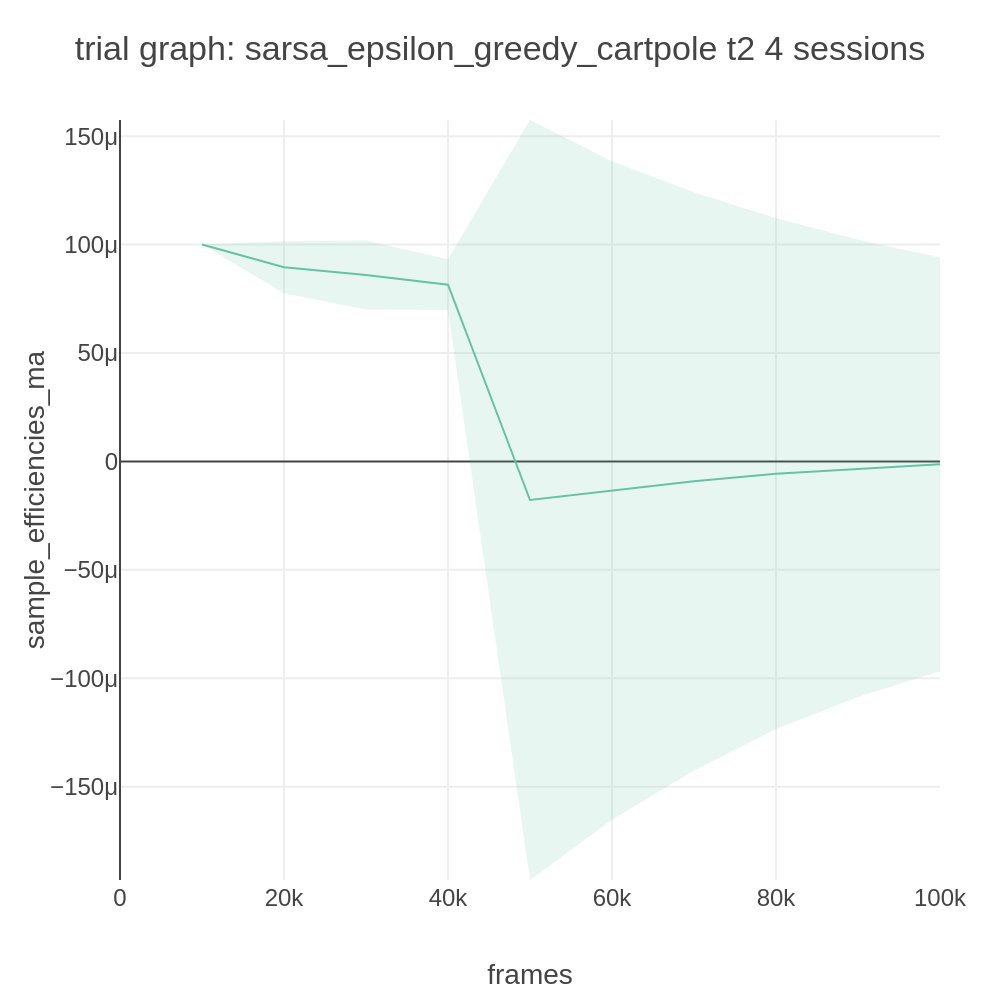 trial graph: sarsa_epsilon_greedy_cartpole t2 4 sessions
150μ
100μ
50μ
0
−50μ
−100μ
−150μ
sample_efficiencies_ma
0
20k
40k
60k
80k
100k
frames